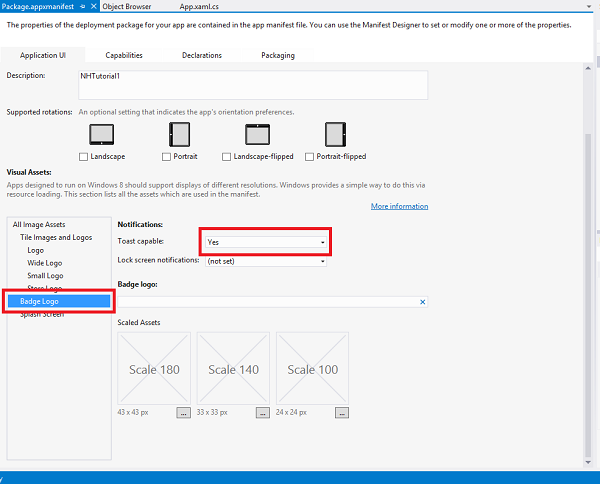 Package.appxmanifest
Object Browser
App.xaml.cs
The properties of the deployment package for your app are contained in the app manifest file. You can use the Manifest Designer to set or modify one or more of the properties.
Application UI
Capabilities
Declarations
Packaging
Description:
NHTutorial1
Supported rotations:
An optional setting that indicates the app's orientation preferences.
Landscape
Portrait
Landscape-flipped
Portrait-flipped
Visual Assets:
Apps designed to run on Windows 8 should support displays of different resolutions. Windows provides a simple way to do this via
resource loading. This section lists all the assets which are used in the manifest.
More information
All Image Assets
Tile Images and Logos
Logo
Wide Logo
Small Logo
Store Logo
Badge Logo
Splash Screen
Notifications:
Toast capable:
Yes
Lock screen notifications:
(not set)
Badge logo:
Scaled Assets
Scale 180
Scale 140
Scale 100
43 x 43 px
...
33 x 33 px
...
24 x 24 px
...